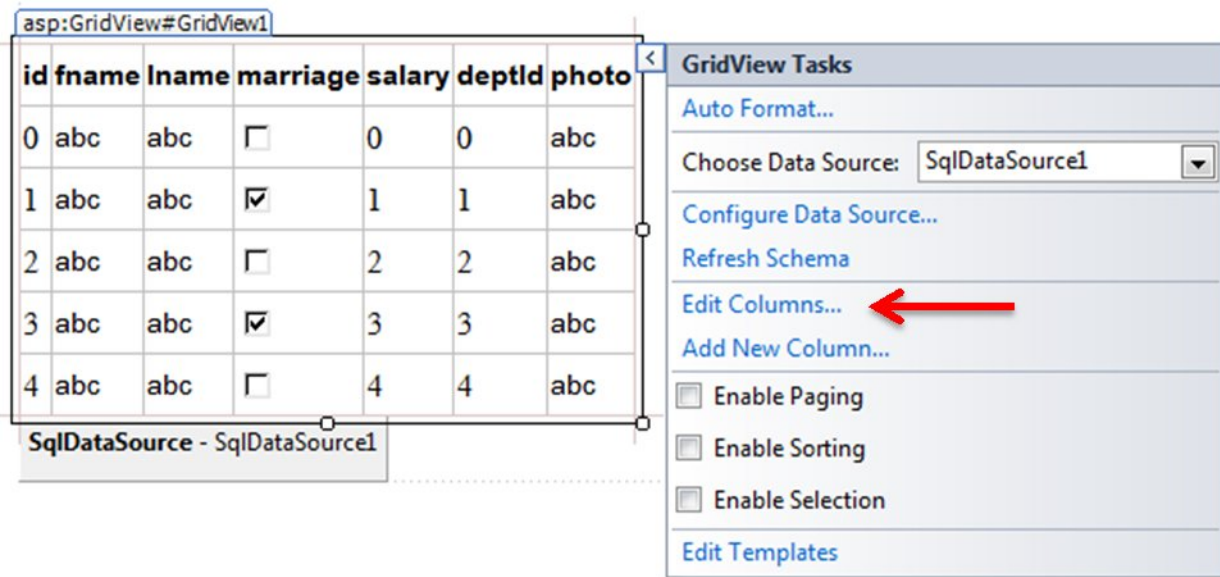 asp:GridView#GridView1
id fname lname marriage salary deptId photo
0 abc abc 0 0 abc
1 abc abc 1 1 abc
2 abc abc 2 2 abc
3 abc abc 3 3 abc
4 abc abc 4 4 abc
SqlDataSource - SqlDataSource1
GridView Tasks
Auto Format...
Choose Data Source: SqlDataSource1
Configure Data Source...
Refresh Schema
Edit Columns...
Add New Column...
Enable Paging
Enable Sorting
Enable Selection
Edit Templates